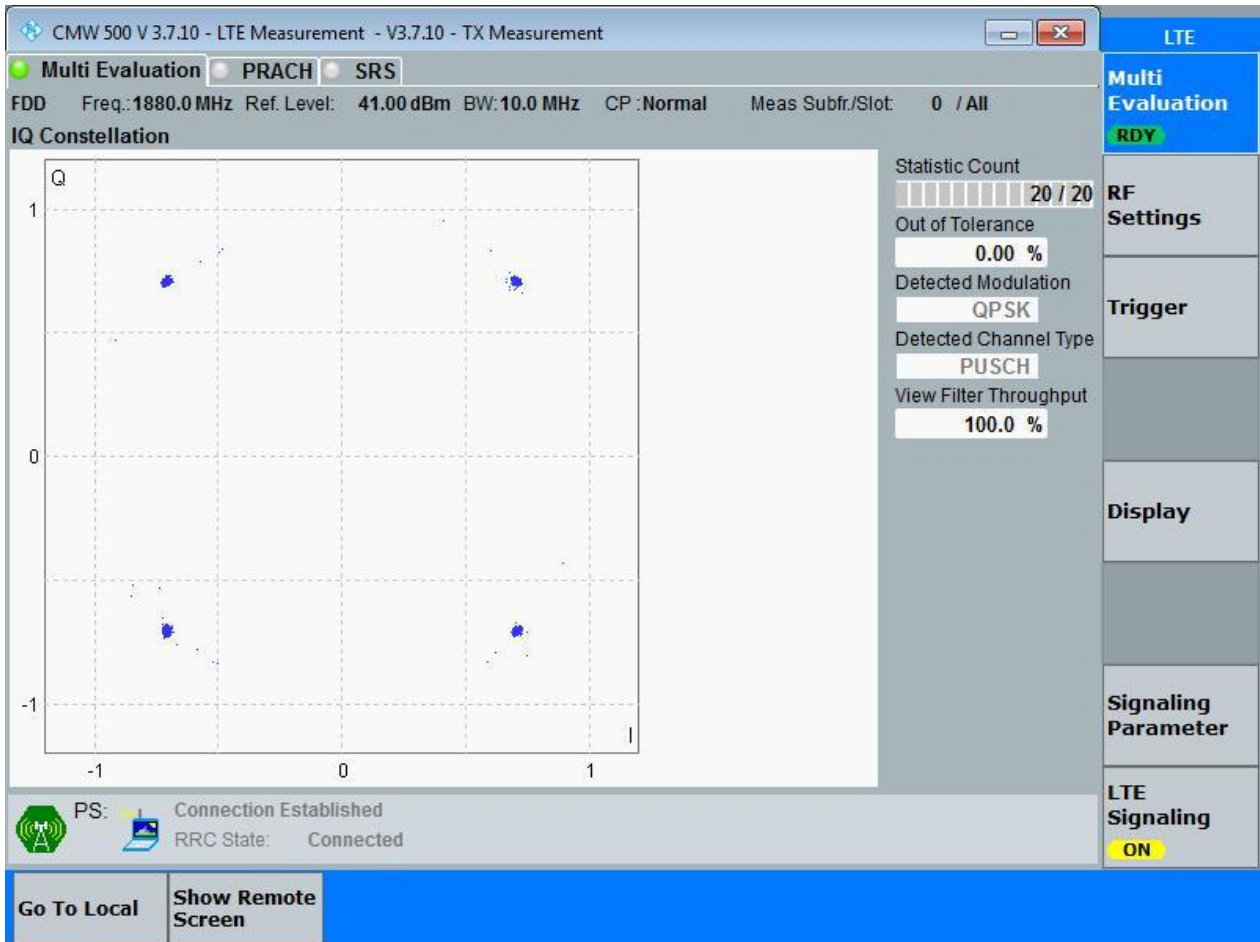 CMW 500 V 3.7.10 - LTE Measurement - V3.7.10 - TX Measurement
LTE
Multi Evaluation PRACH SRS
FDD Freq.: 1880.0 MHz Ref. Level: 41.00 dBm BW: 10.0 MHz CP : Normal Meas Subfr./Slot: 0 / All
IQ Constellation
Q
1
0
-1
I
-1 0 1
Statistic Count
20 / 20
Out of Tolerance
0.00 %
Detected Modulation
QPSK
Detected Channel Type
PUSCH
View Filter Throughput
100.0 %
Multi
Evaluation
RDY
RF
Settings
Trigger
Display
Signaling
Parameter
LTE
Signaling
ON
PS: Connection Established
RRC State: Connected
Go To Local
Show Remote
Screen